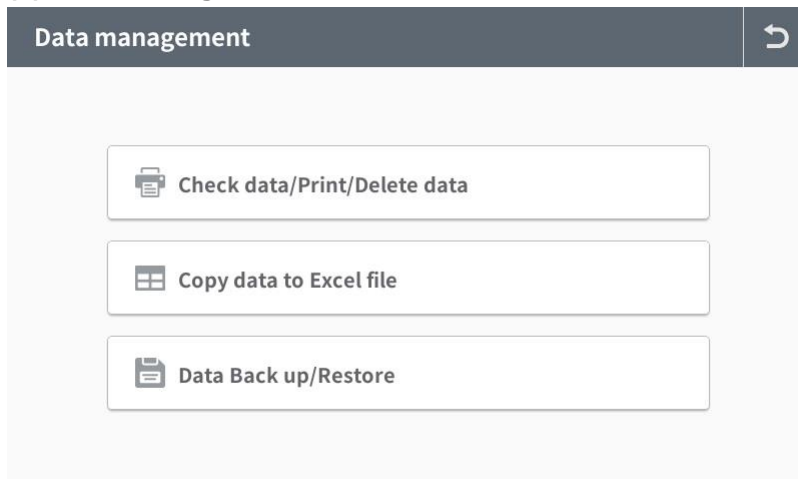 Data management
Check data/Print/Delete data
Copy data to Excel file
Data Back up/Restore